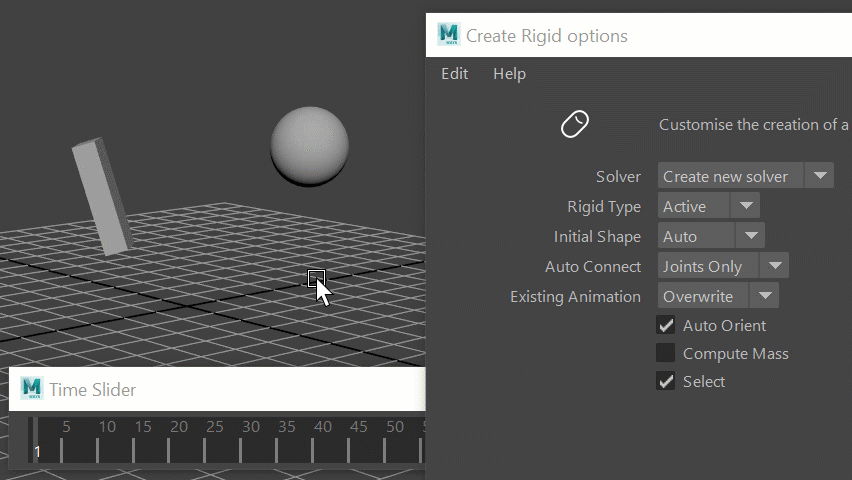 Create Rigid options
Edit Help
Customise the creation of a
Solver Create new solver
Rigid Type Active
Initial Shape Auto
Auto Connect Joints Only
Existing Animation Overwrite
Auto Orient
Compute Mass
Select
Time Slider
5 10 15 20 25 30 35 40 45 50
1